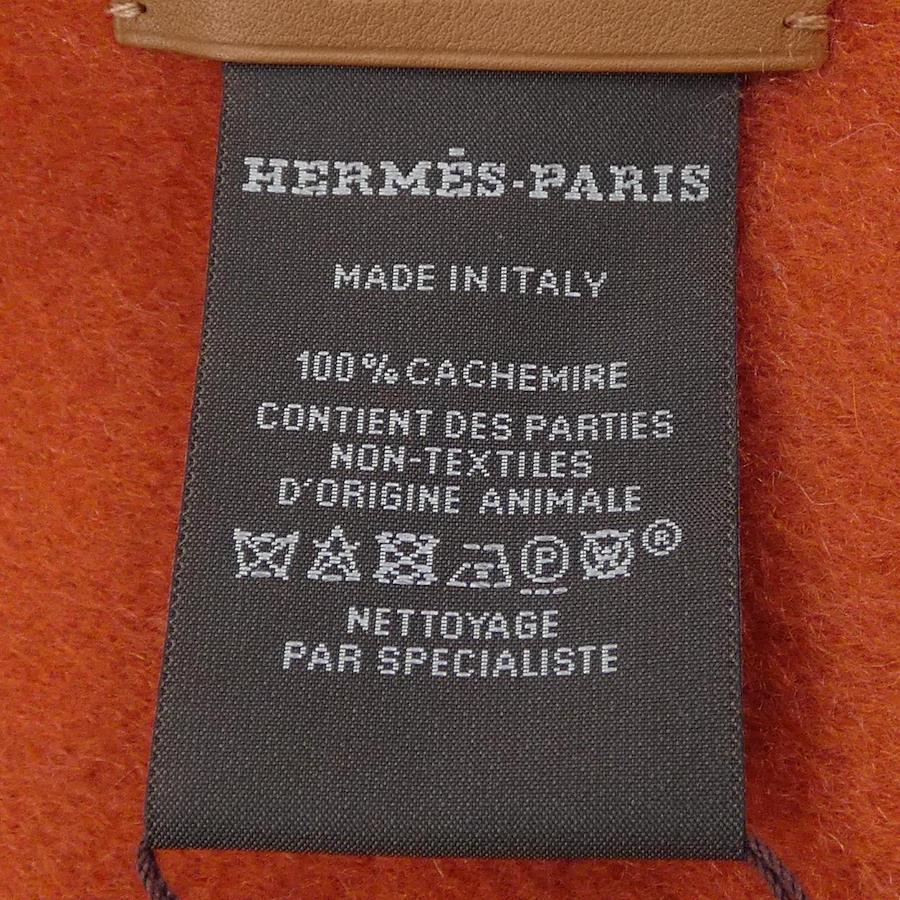 HERMÈS-PARIS
MADE IN ITALY
100% CACHEMIRE
CONTIENT DES PARTIES
NON-TEXTILES
D'ORIGINE ANIMALE
P W ®
NETTOYAGE
PAR SPECIALISTE